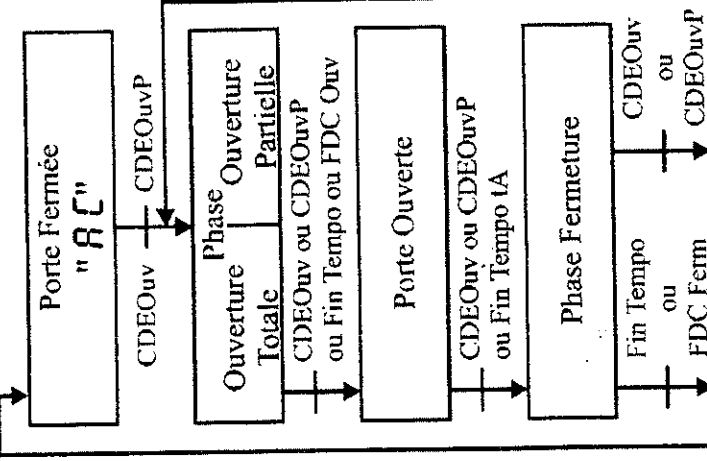 Porte Fermée
"AC"
CDEOuv
CDEOuvP
Phase
Ouverture
Totale
Ouverture
Partielle
CDEOuv ou CDEOuvP
ou Fin Tempo ou FDC Ouv
Porte Ouverte
CDEOuv ou CDEOuvP
ou Fin Tempo tA
Phase Fermeture
Fin Tempo
ou
FDC Ferm
CDEOuv
ou
CDEOuvP